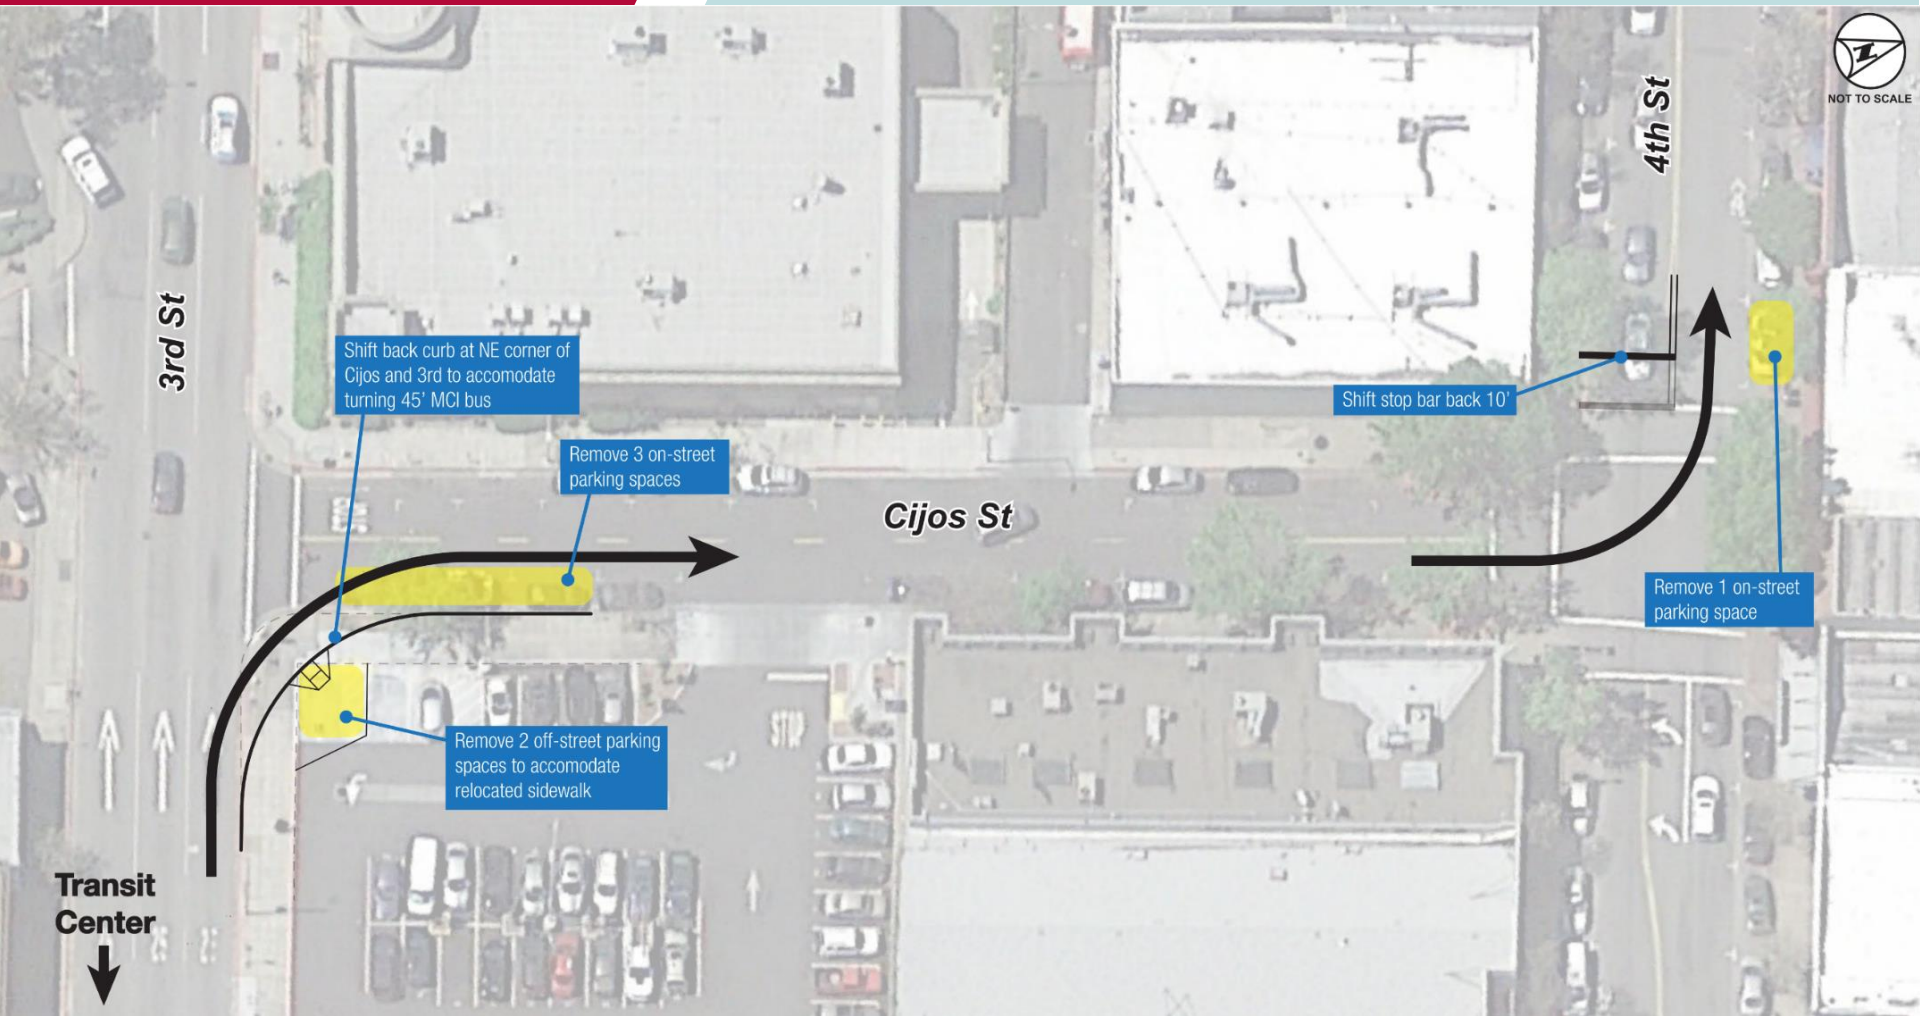 NOT TO SCALE
3rd St
4th St
Shift back curb at NE corner of
Cijos and 3rd to accomodate
turning 45' MCI bus
Shift stop bar back 10'
Remove 3 on-street
parking spaces
Cijos St
Remove 1 on-street
parking space
STOP
Remove 2 off-street parking
spaces to accomodate
relocated sidewalk
Transit
Center